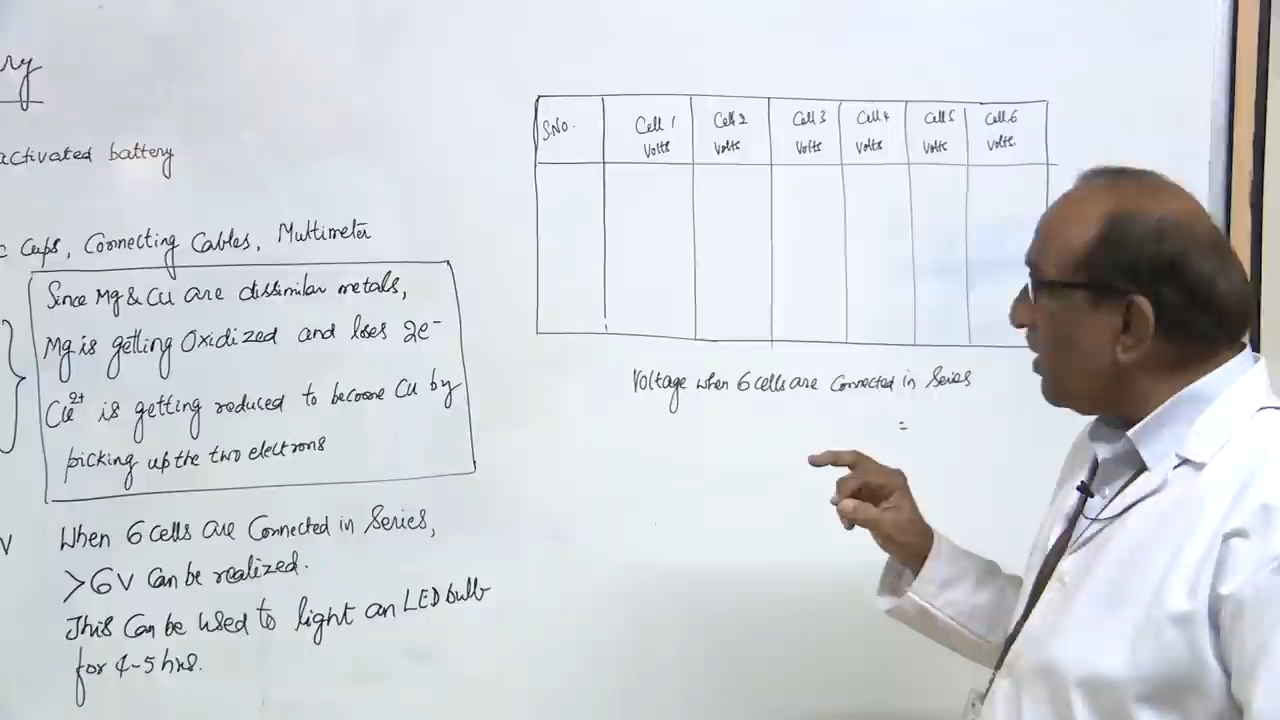 ry
activated battery
c Cups, Connecting Cables, Multimeter
Since Mg & Cu are dissimilar metals,
Mg is getting Oxidized and loses 2e⁻
Cu²⁺ is getting reduced to become Cu by
picking up the two electrons
V
When 6 cells are Connected in Series,
>6V Can be realized.
This Can be Used to light an LED bulb
for 4-5 hrs.
S.No. Cell 1 Volts Cell 2 Volts Cell 3 Volts Cell 4 Volts Cell 5 Volts Cell 6 Volts.
Voltage when 6 cells are Connected in Series
=